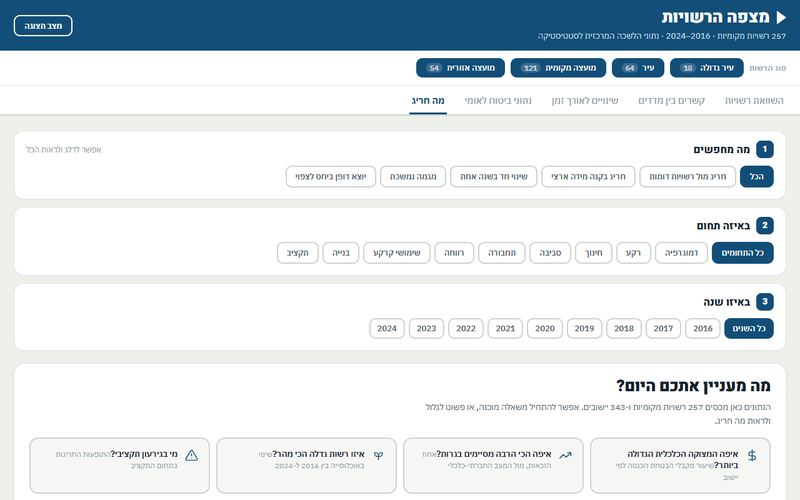 מצפה הרשויות
257 רשויות מקומיות · 2016–2024 · נתוני הלשכה המרכזית לסטטיסטיקה
מצב תצוגה
סוג הרשות
עיר גדולה 18
עיר 64
מועצה מקומית 121
מועצה אזורית 54
השוואת רשויות
קשרים בין מדדים
שינויים לאורך זמן
נתוני ביטוח לאומי
מה חריג
1 מה מחפשים
אפשר לדלג ולראות הכל
הכל
חריג מול רשויות דומות
חריג בקנה מידה ארצי
שינוי חד בשנה אחת
מגמה נמשכת
יוצא דופן ביחס לצפוי
2 באיזה תחום
כל התחומים
דמוגרפיה
רקע
חינוך
סביבה
תחבורה
רווחה
שימושי קרקע
בנייה
תקציב
3 באיזו שנה
כל השנים
2016
2017
2018
2019
2020
2021
2022
2023
2024
מה מעניין אתכם היום?
הנתונים כאן מכסים 257 רשויות מקומיות ו-343 יישובים. אפשר להתחיל משאלה מוכנה, או פשוט לגלול
ולראות מה חריג.
איפה המצוקה הכלכלית הגדולה
ביותר?שיעור מקבלי הבטחת הכנסה לפי
יישוב
איפה הכי הרבה מסיימים בגרות?אחוז
הזכאות, מול המצב החברתי-כלכלי
איזו רשות גדלה הכי מהר?שינוי
באוכלוסייה בין 2016 ל-2024
מי בגירעון תקציבי?התופעות החריגות
בתחום התקציב